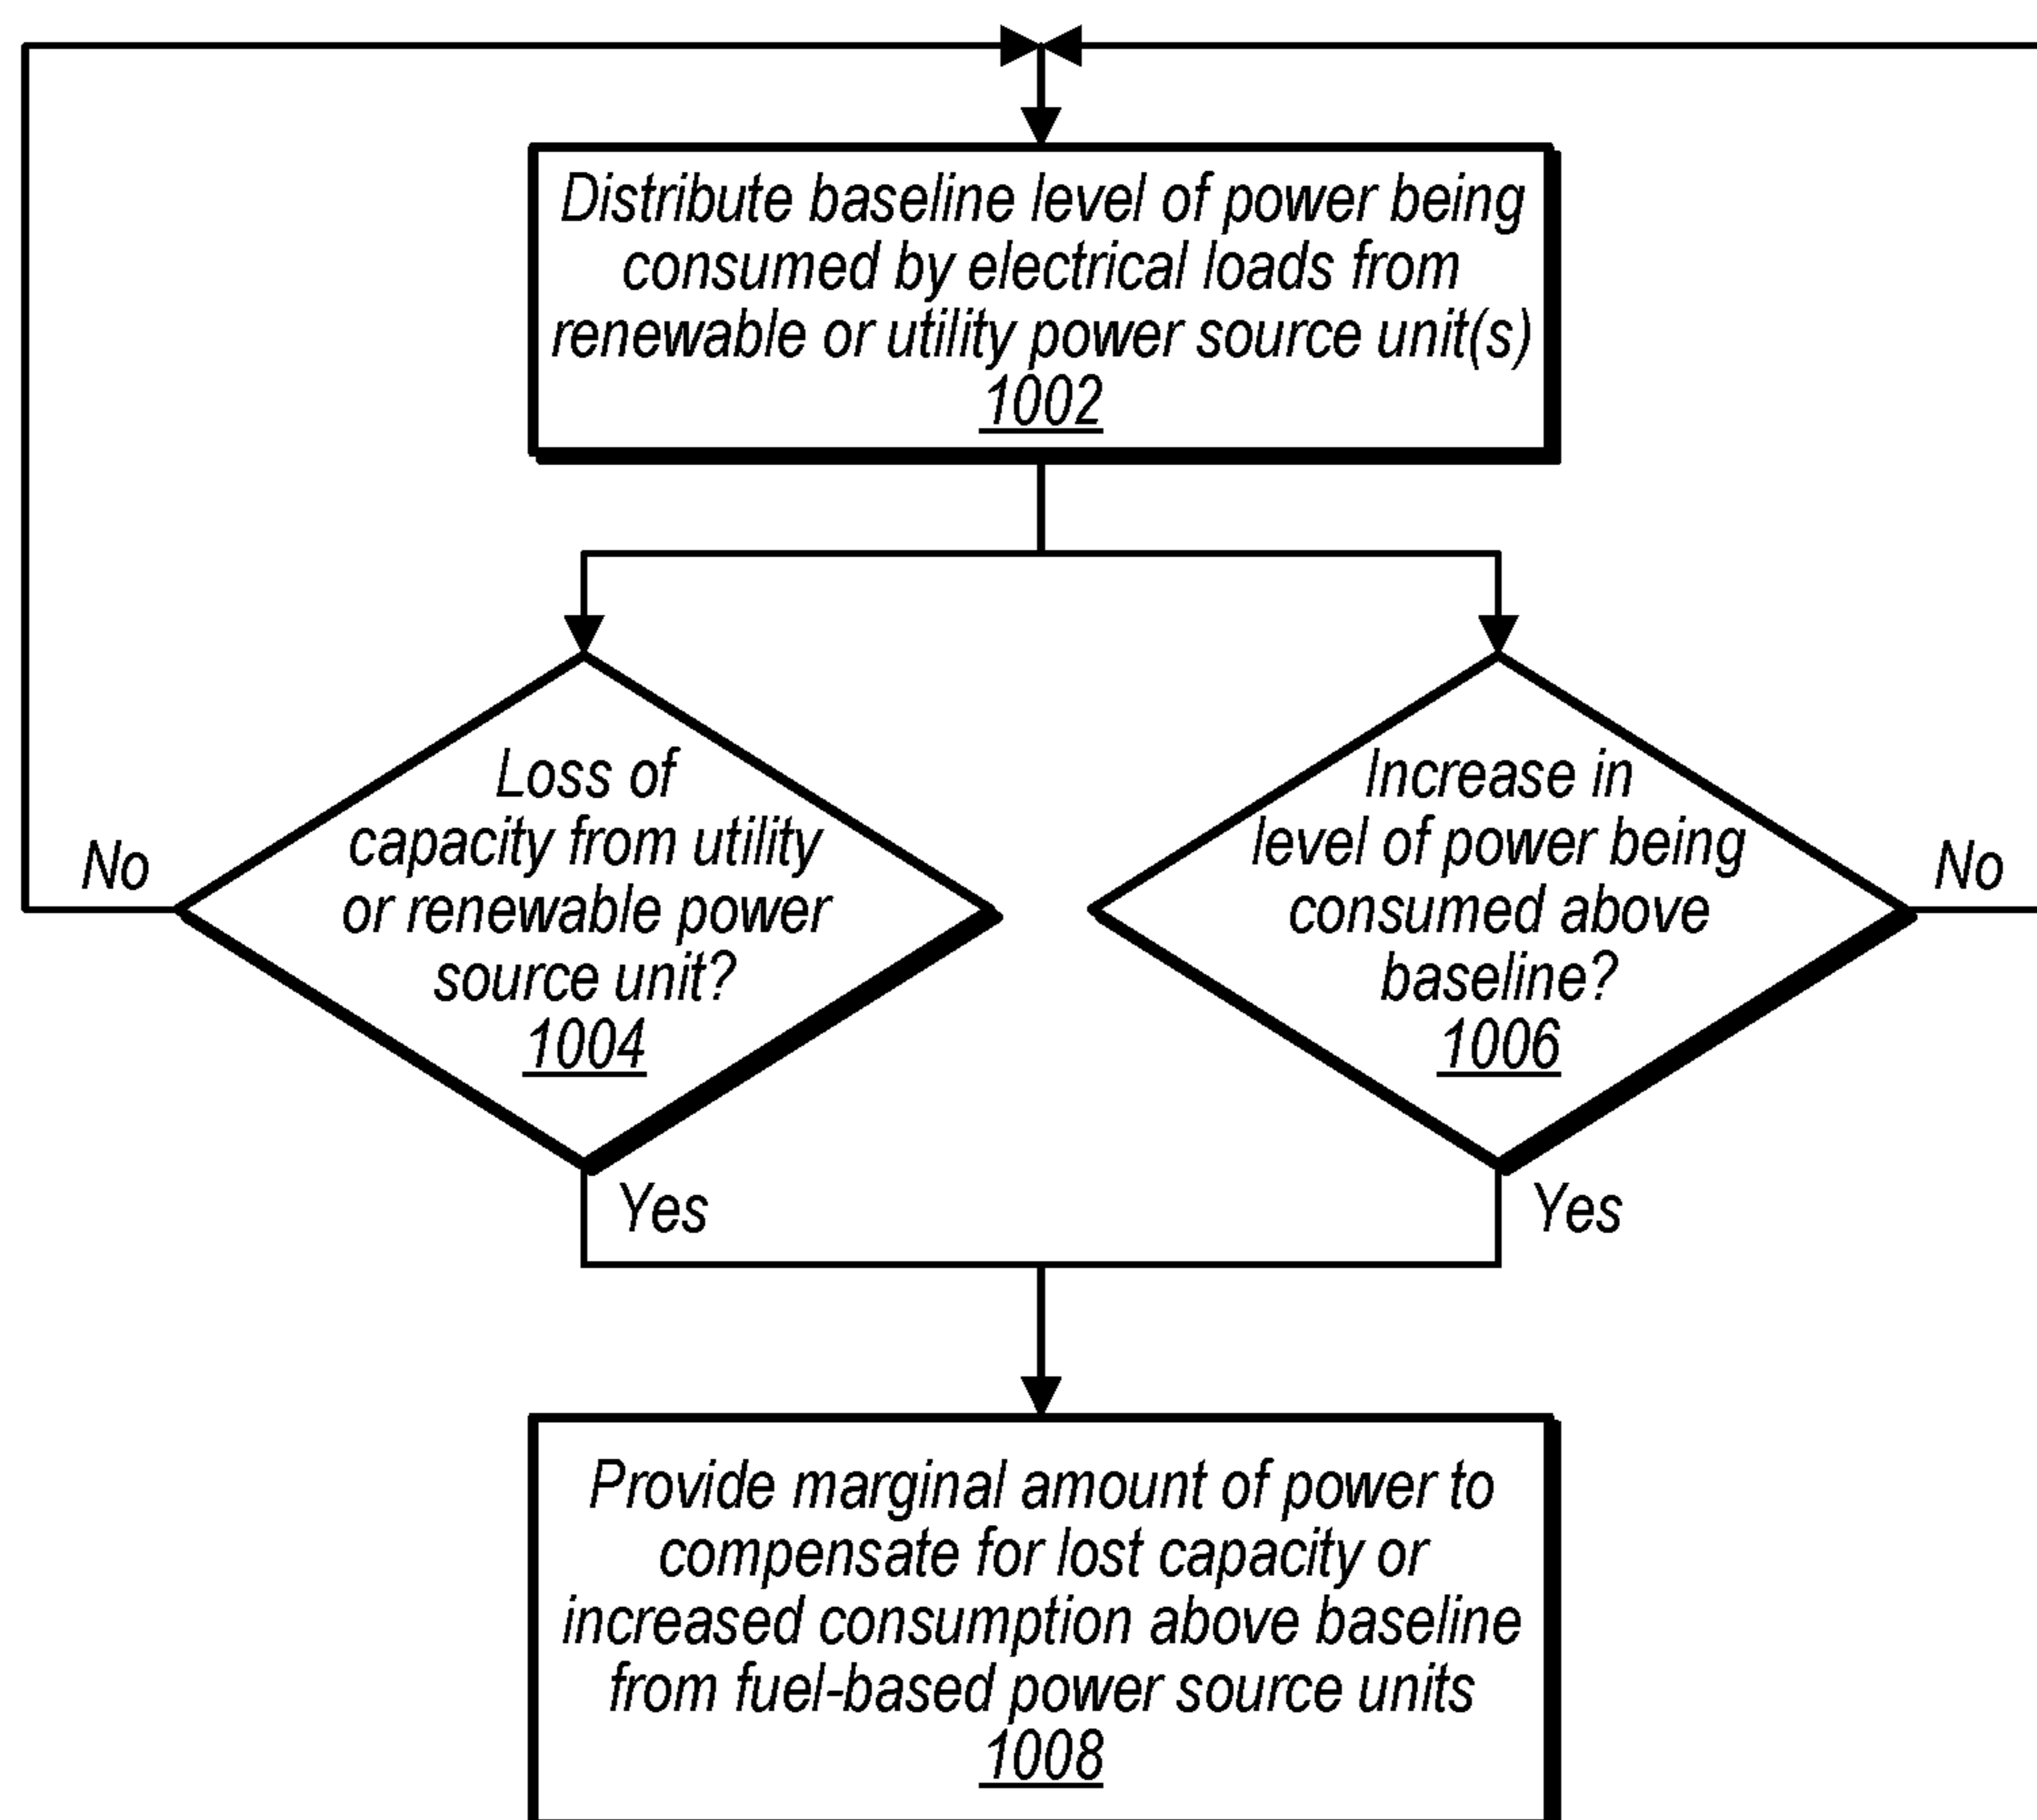 Distribute baseline level of power being
consumed by electrical loads from
renewable or utility power source unit(s)
1002
Loss of
capacity from utility
or renewable power
source unit?
1004
No
Yes
Increase in
level of power being
consumed above
baseline?
1006
No
Yes
Provide marginal amount of power to
compensate for lost capacity or
increased consumption above baseline
from fuel-based power source units
1008